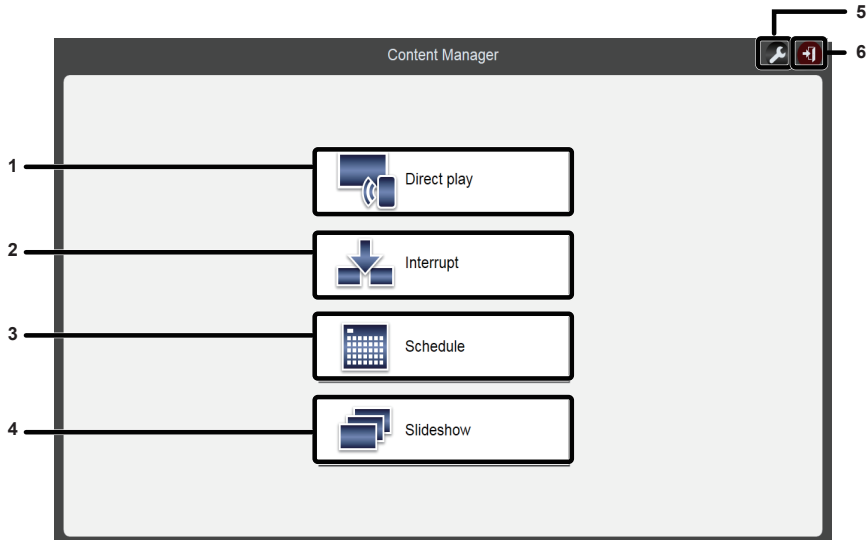 5
Content Manager
6
1
Direct play
2
Interrupt
3
Schedule
4
Slideshow